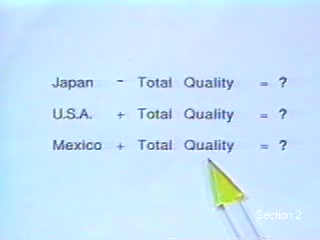 Japan - Total Quality = ?
U.S.A. + Total Quality = ?
Mexico + Total Quality = ?
Section 2